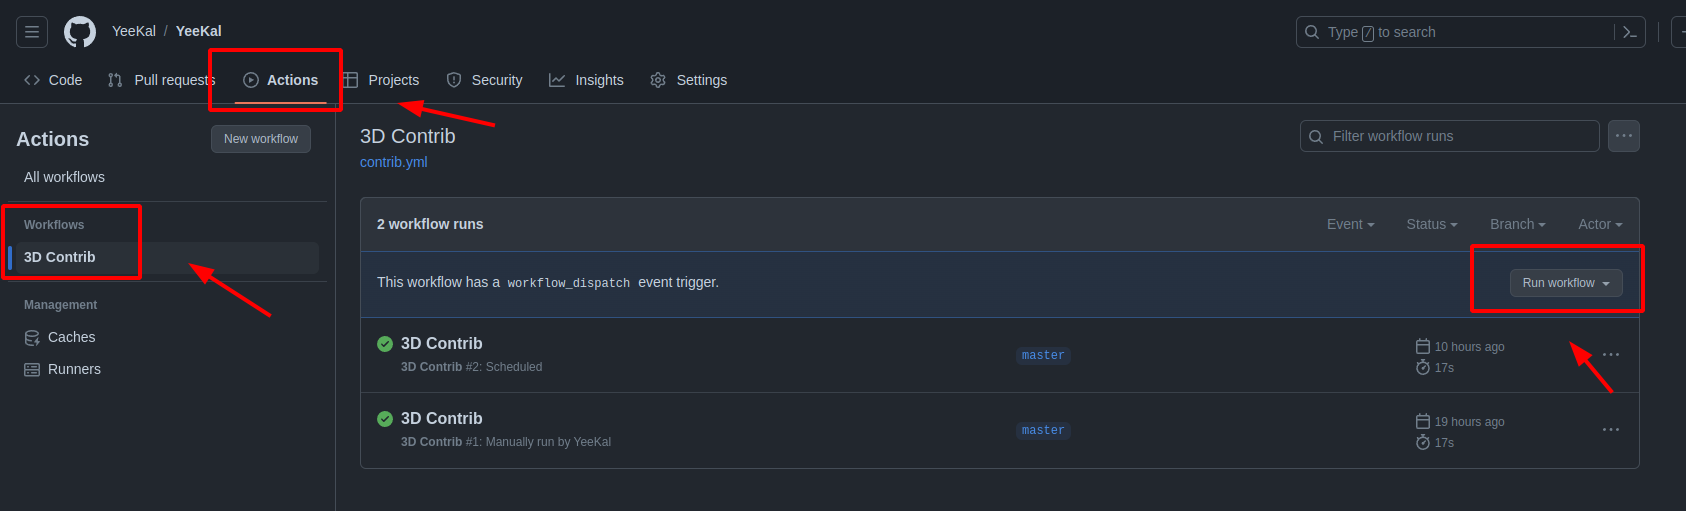 YeeKal / YeeKal
Type / to search
Code Pull requests Actions Projects Security Insights Settings
Actions
New workflow
All workflows
Workflows
3D Contrib
Management
Caches
Runners
3D Contrib
contrib.yml
Filter workflow runs
2 workflow runs
Event Status Branch Actor
This workflow has a workflow_dispatch event trigger.
Run workflow
3D Contrib
3D Contrib #2: Scheduled
master
10 hours ago
17s
3D Contrib
3D Contrib #1: Manually run by YeeKal
master
19 hours ago
17s